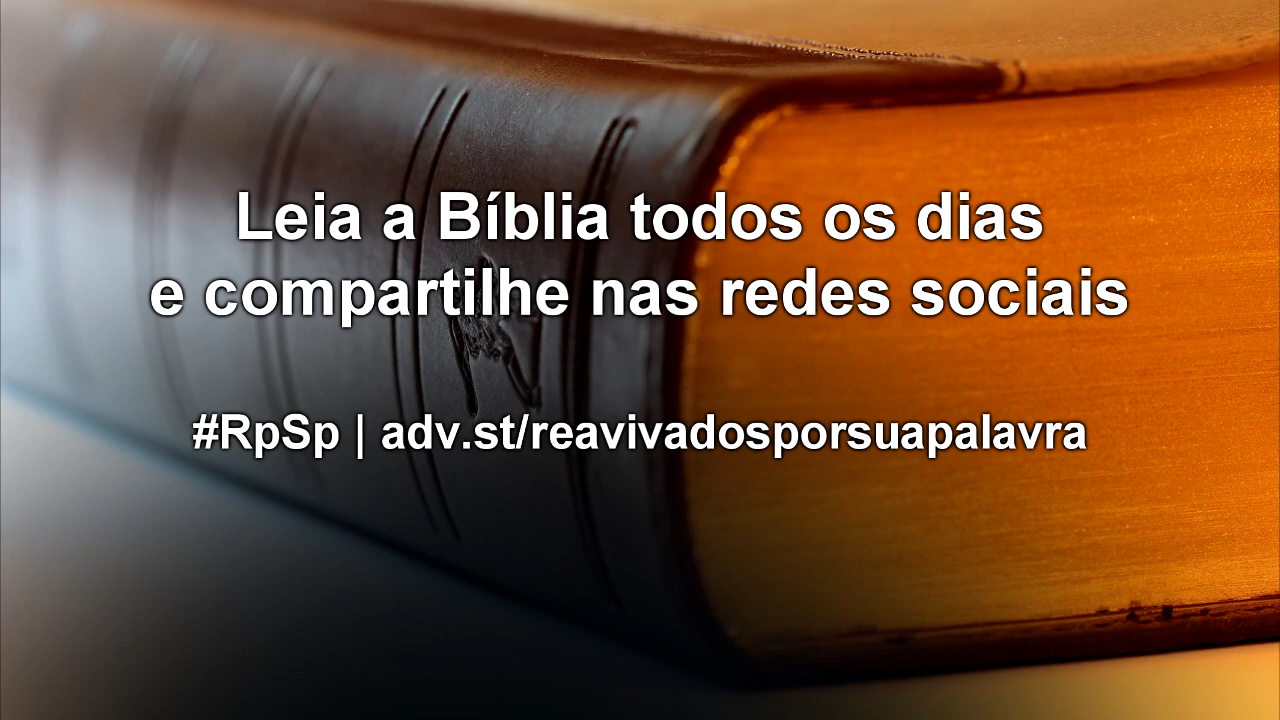 Leia a Bíblia todos os dias
e compartilhe nas redes sociais
#RpSp | adv.st/reavivadosporsuapalavra